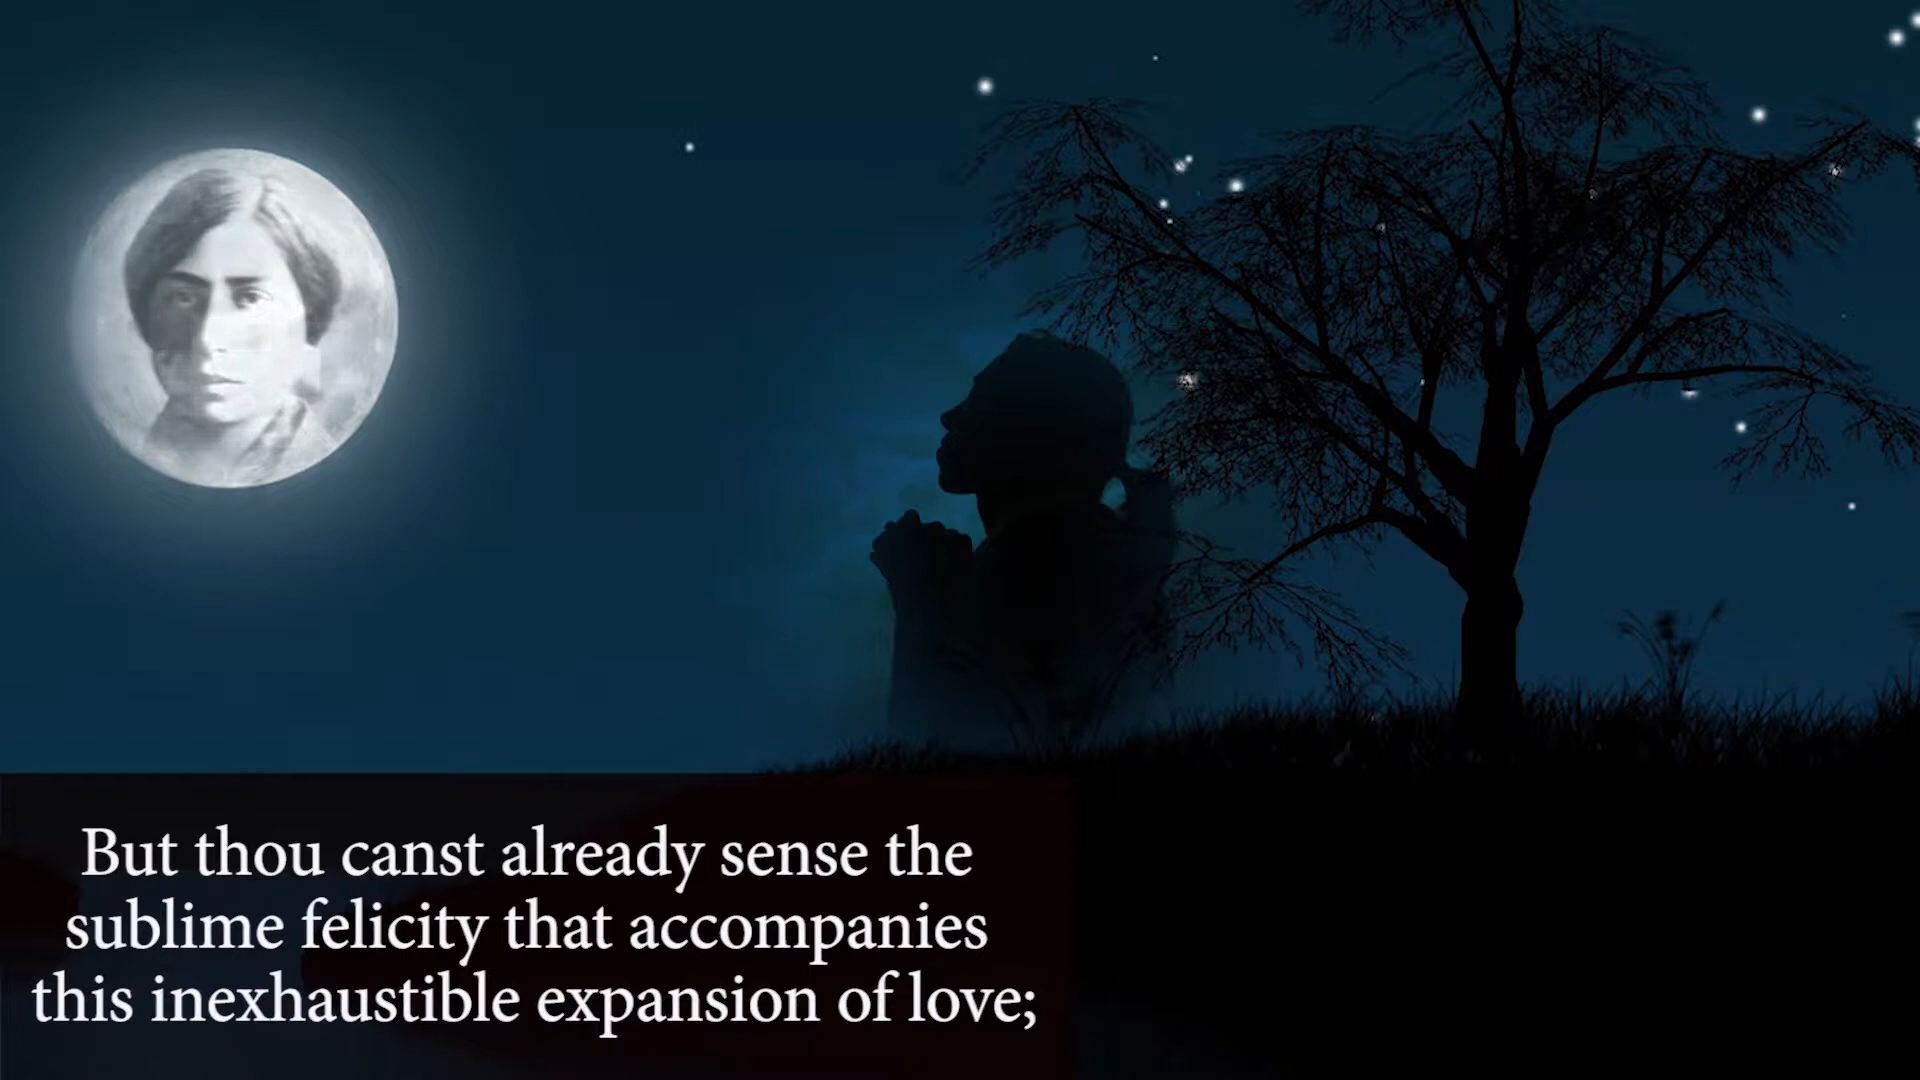 But thou canst already sense the
sublime felicity that accompanies
this inexhaustible expansion of love;